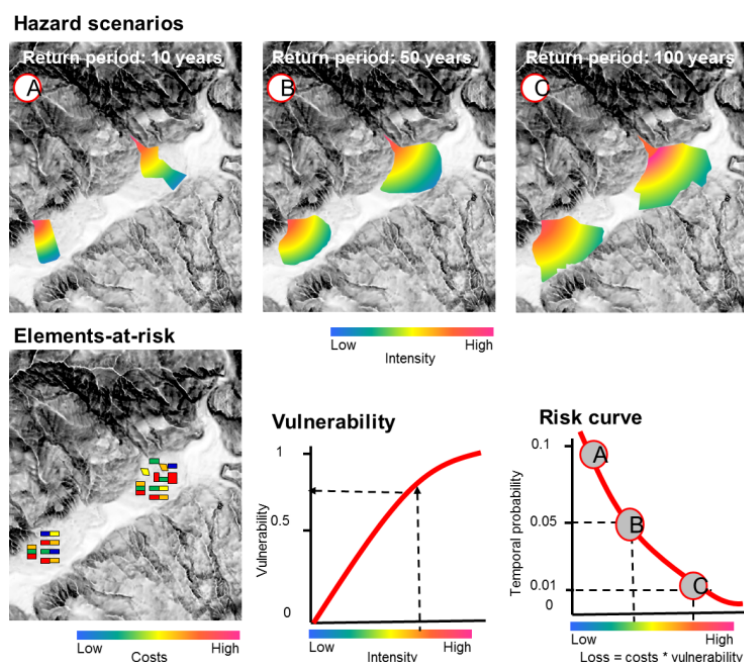 Hazard scenarios
Return period: 10 years
A
Return period: 50 years
B
Return period: 100 years
C
Low High
Intensity
Elements-at-risk
Low High
Costs
Vulnerability
1
0.5
0
Vulnerability
Low High
Intensity
Risk curve
0.1
0.05
0.01
0
Temporal probability
A
B
C
Low High
Loss = costs * vulnerability